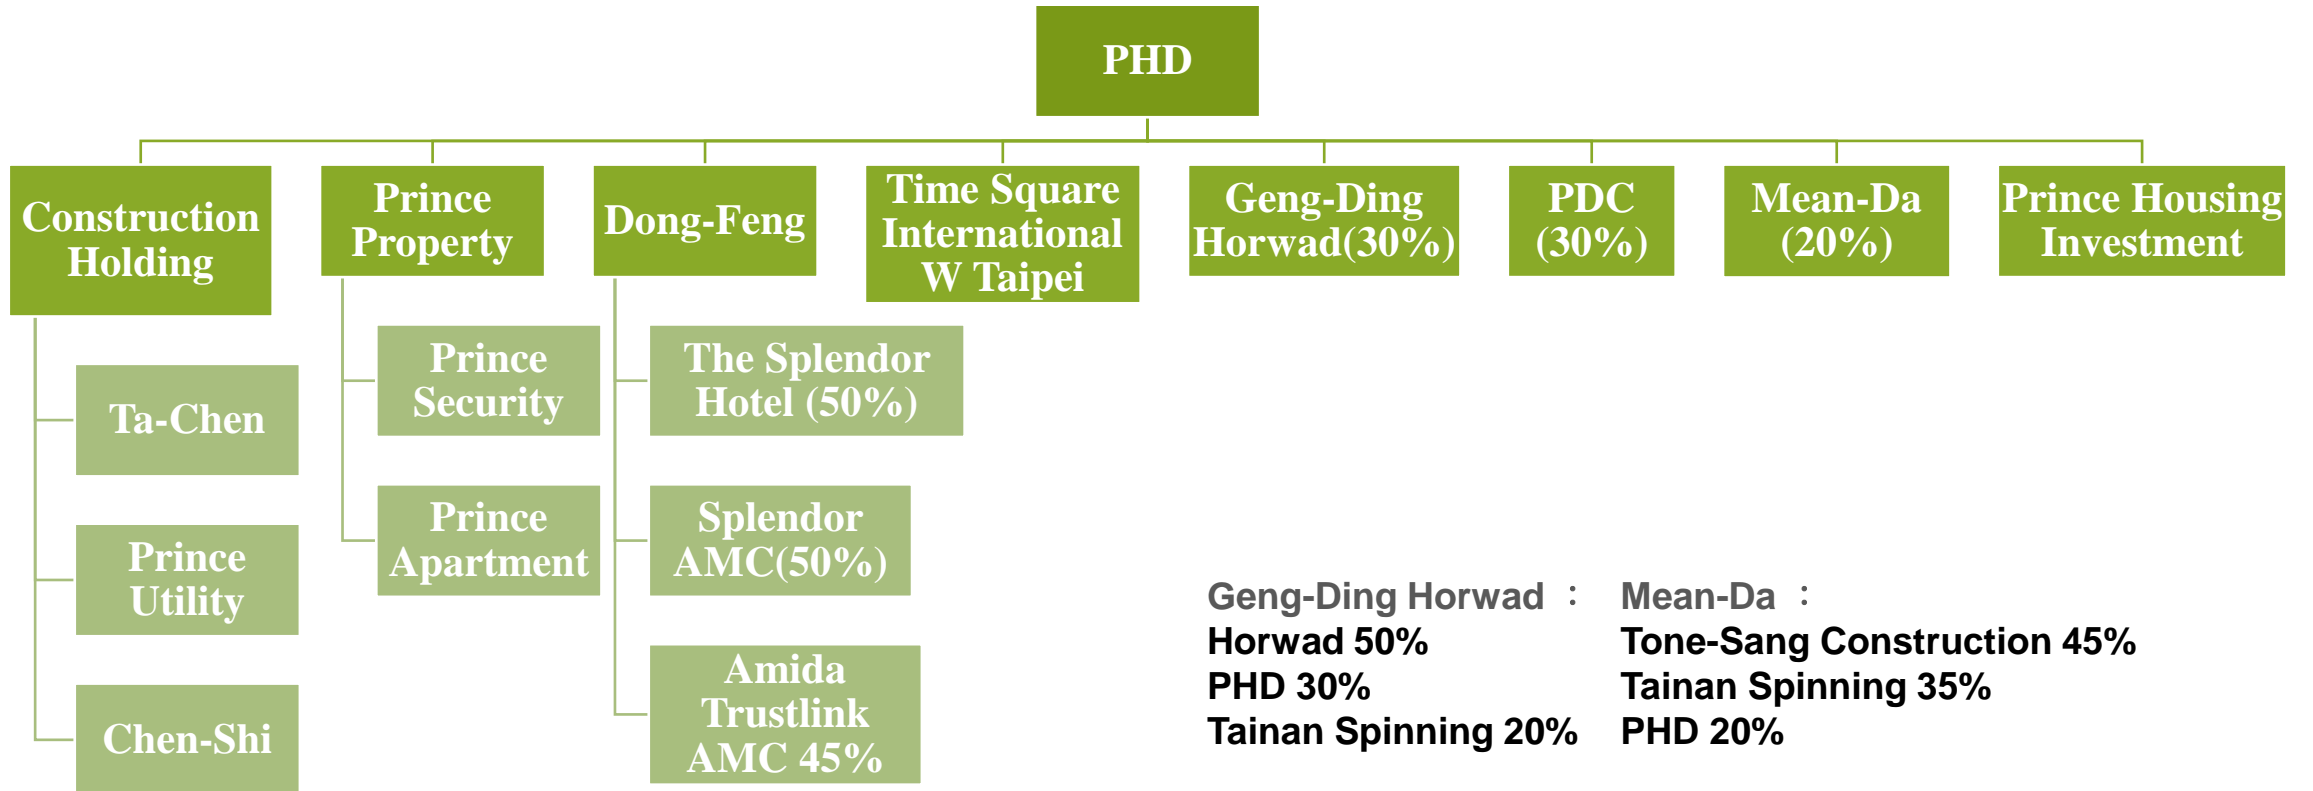 PHD
Construction
Holding
Prince
Property
Dong-Feng
Time Square
International
W Taipei
Geng-Ding
Horwad(30%)
PDC
(30%)
Mean-Da
(20%)
Prince Housing
Investment
Ta-Chen
Prince
Utility
Chen-Shi
Prince
Security
Prince
Apartment
The Splendor
Hotel (50%)
Splendor
AMC(50%)
Amida
Trustlink
AMC 45%
Geng-Ding Horwad：
Horwad 50%
PHD 30%
Tainan Spinning 20%
Mean-Da：
Tone-Sang Construction 45%
Tainan Spinning 35%
PHD 20%